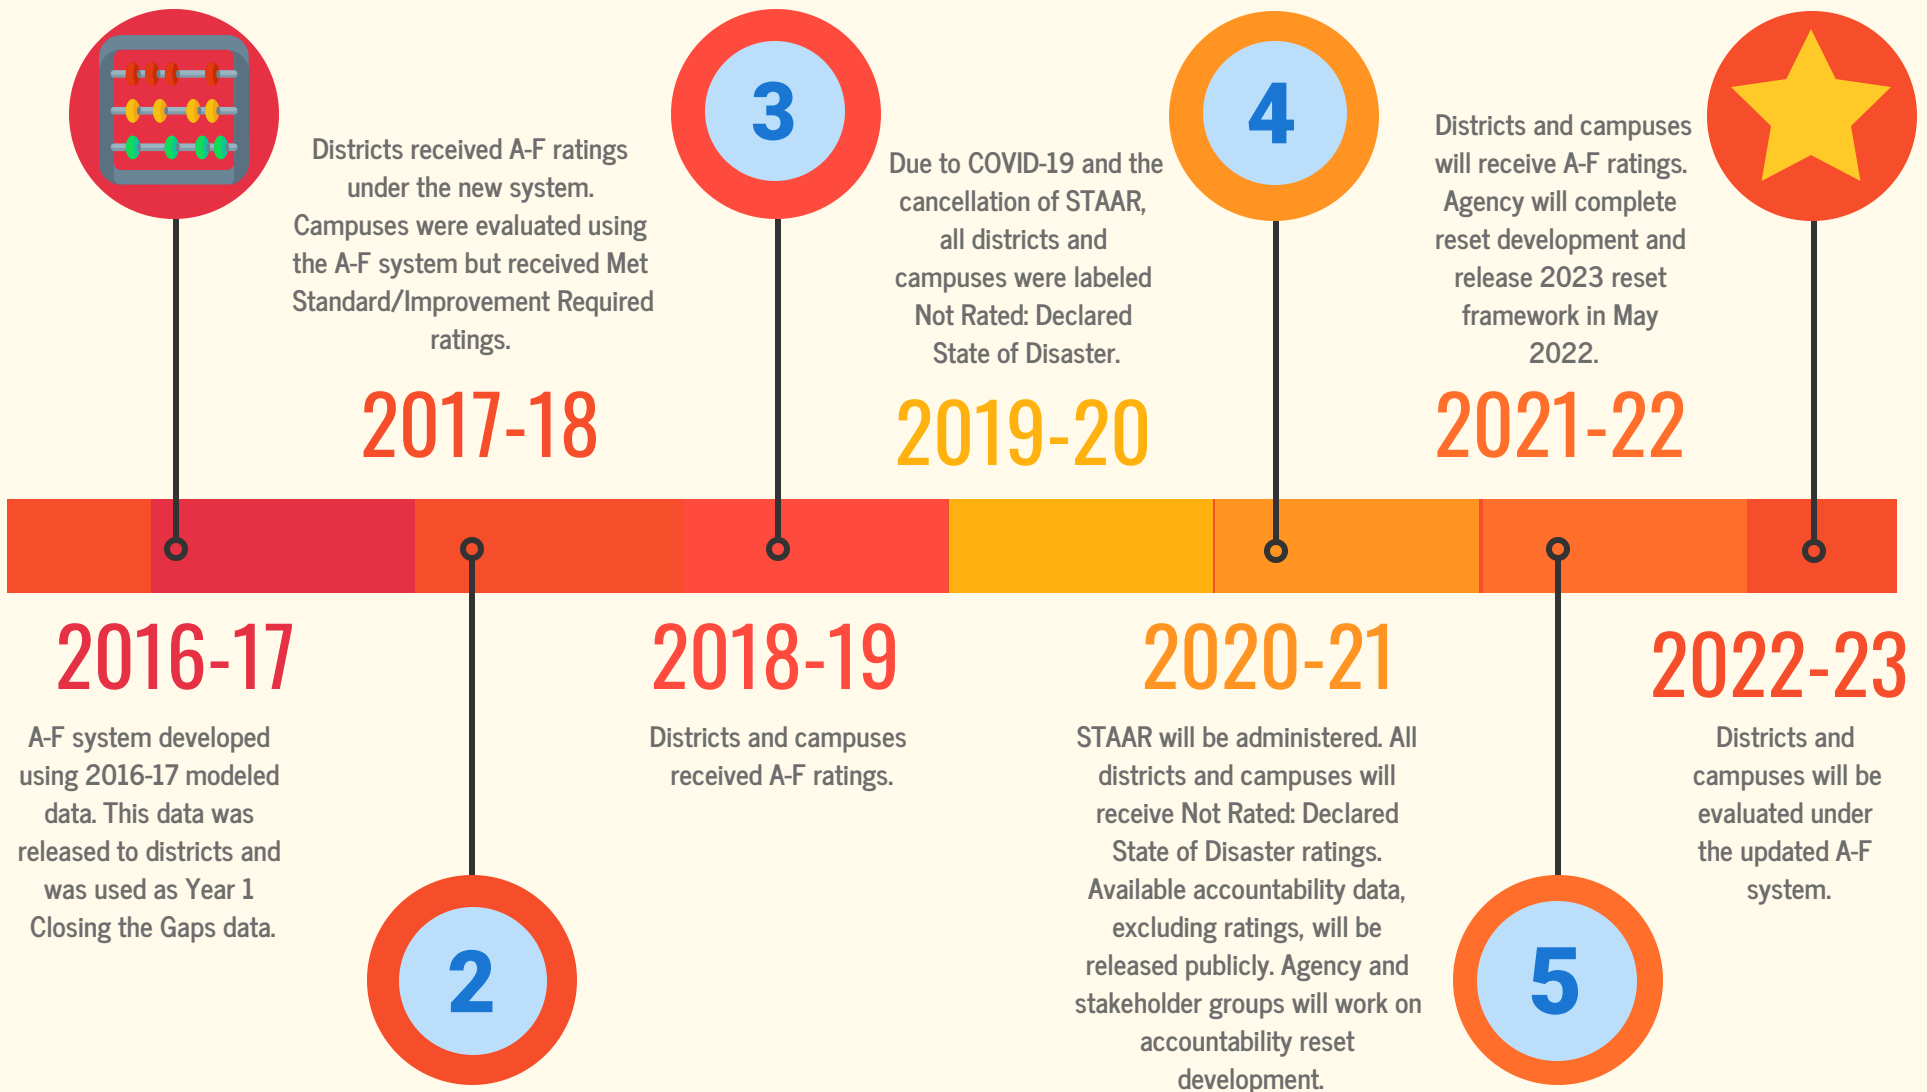 Districts received A-F ratings
under the new system.
Campuses were evaluated using
the A-F system but received Met
Standard/Improvement Required
ratings.
2017-18
3
Due to COVID-19 and the
cancellation of STAAR,
all districts and
campuses were labeled
Not Rated: Declared
State of Disaster.
2019-20
4
Districts and campuses
will receive A-F ratings.
Agency will complete
reset development and
release 2023 reset
framework in May
2022.
2021-22
2016-17
A-F system developed
using 2016-17 modeled
data. This data was
released to districts and
was used as Year 1
Closing the Gaps data.
2
2018-19
Districts and campuses
received A-F ratings.
2020-21
STAAR will be administered. All
districts and campuses will
receive Not Rated: Declared
State of Disaster ratings.
Available accountability data,
excluding ratings, will be
released publicly. Agency and
stakeholder groups will work on
accountability reset
development.
5
2022-23
Districts and
campuses will be
evaluated under
the updated A-F
system.